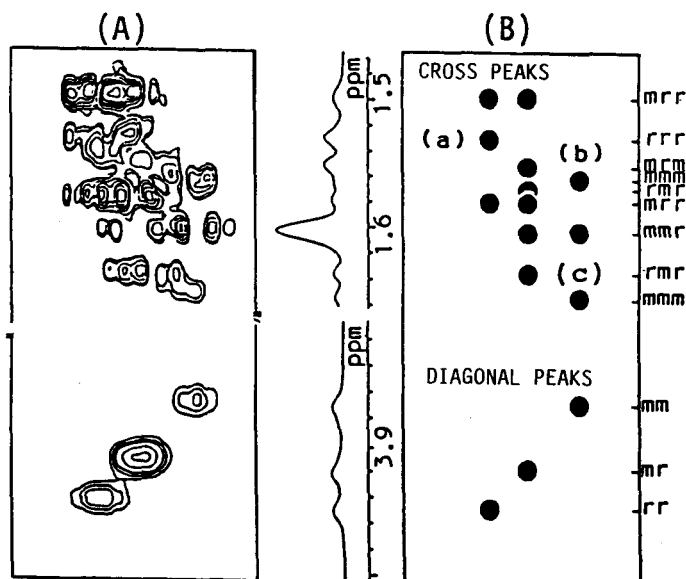 (A)
(B)
ppm
1.5
1.6
ppm
3.9
CROSS PEAKS
(a)
(b)
(c)
DIAGONAL PEAKS
mrr
rrr
mrm
mmm
rmr
mrr
mmr
rmr
mmm
mm
mr
rr